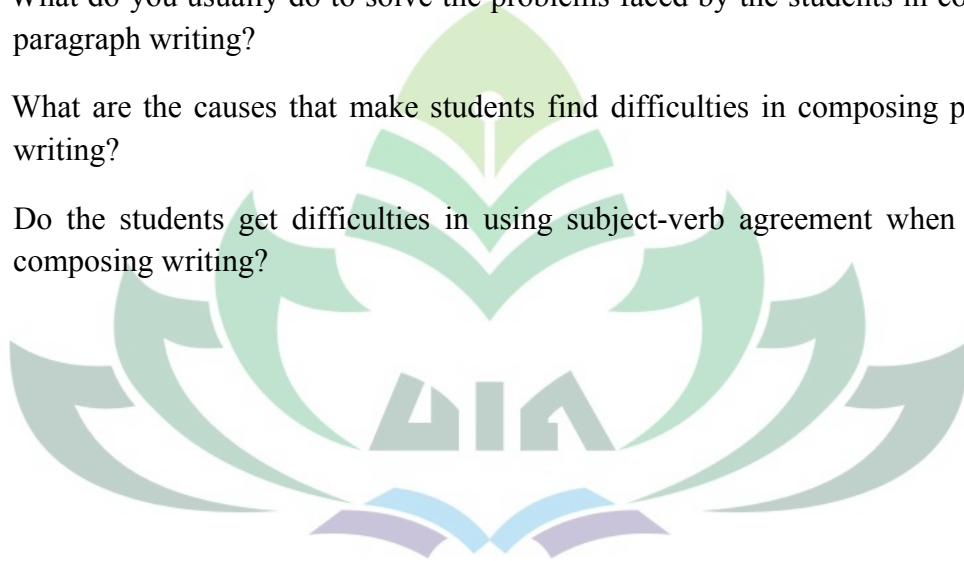 What do you usually do to solve the problems faced by the students in
paragraph writing?
What are the causes that make students find difficulties in composing
writing?
Do the students get difficulties in using subject-verb agreement when
composing writing?
UIN